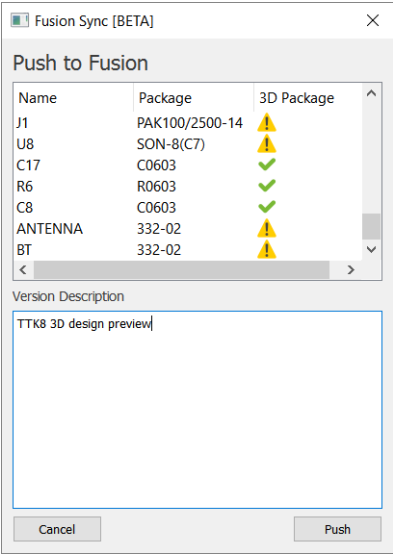 Fusion Sync [BETA]
Push to Fusion
Name Package 3D Package
J1 PAK100/2500-14
U8 SON-8(C7)
C17 C0603
R6 R0603
C8 C0603
ANTENNA 332-02
BT 332-02
Version Description
TTK8 3D design preview
Cancel Push